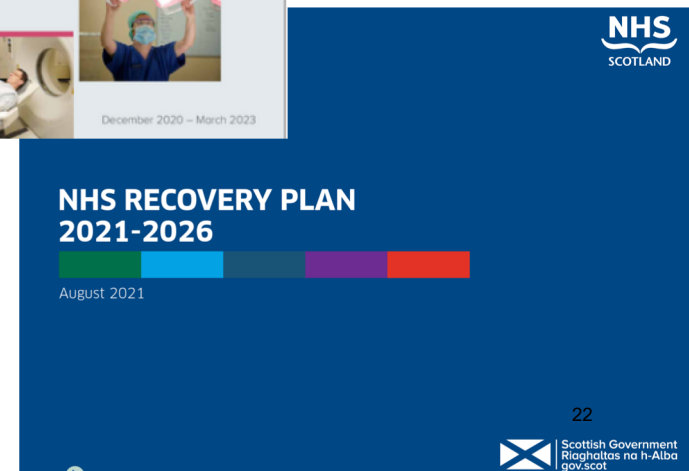 NHS
SCOTLAND
December 2020 – March 2023
NHS RECOVERY PLAN
2021-2026
August 2021
22
Scottish Government
Riaghaltas na h-Alba
gov.scot